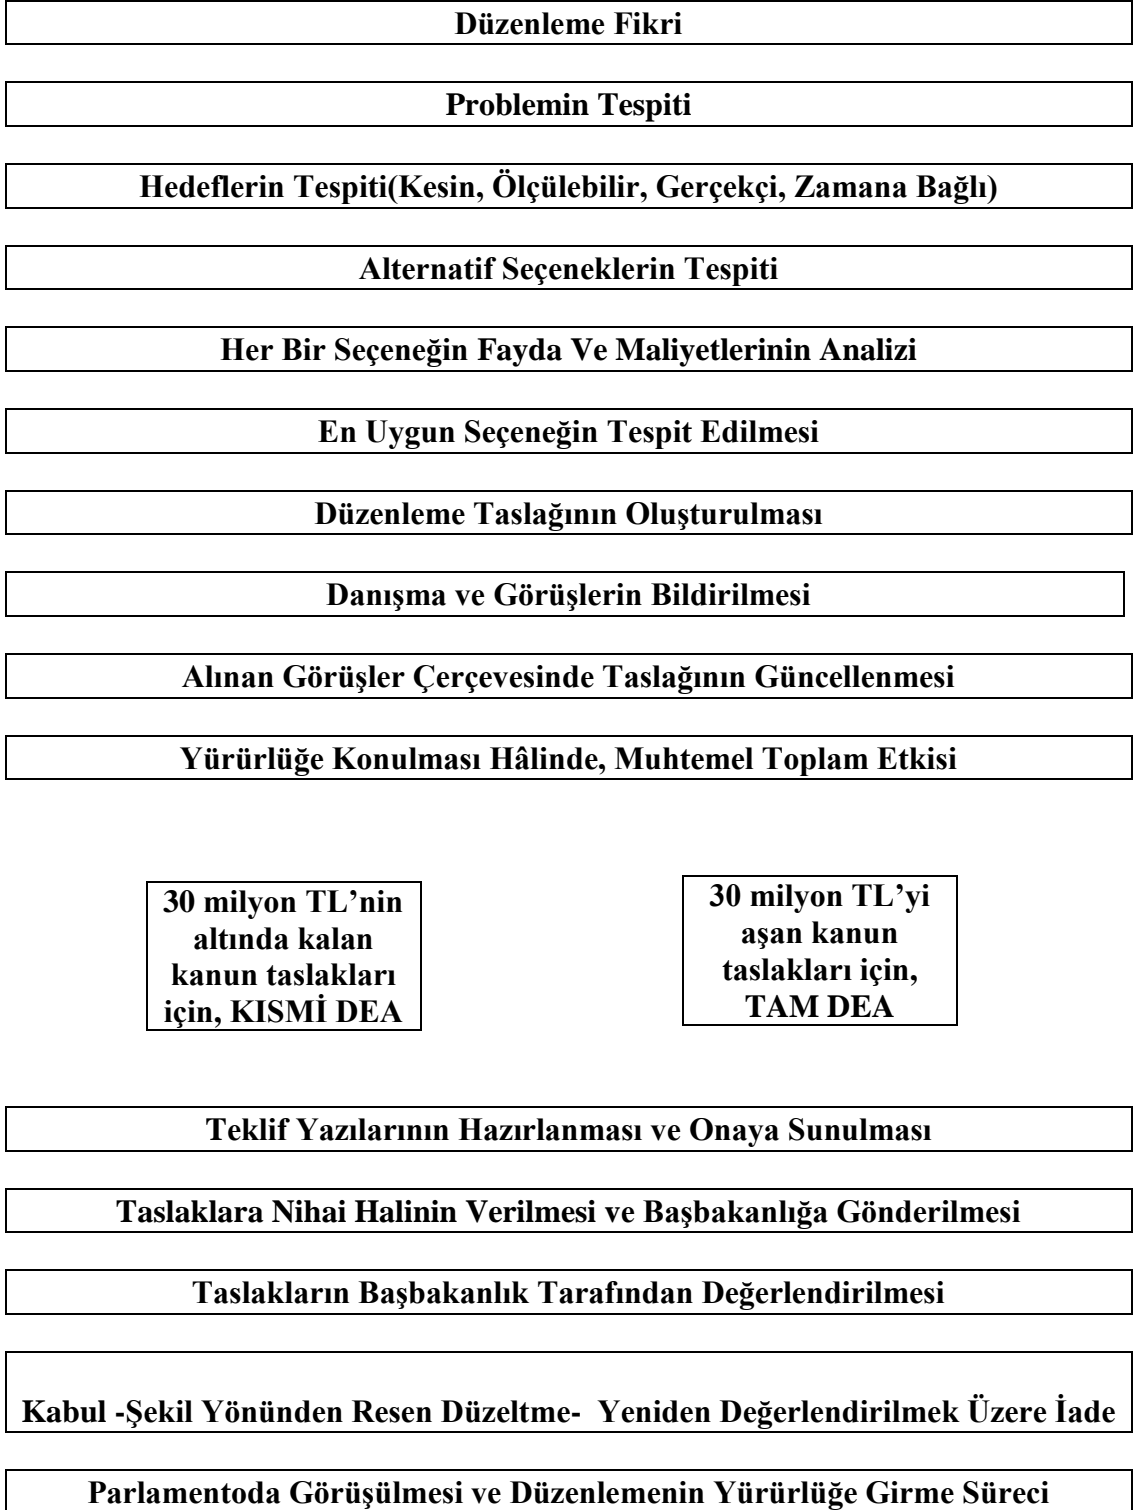 Düzenleme Fikri
Problemin Tespiti
Hedeflerin Tespiti(Kesin, Ölçülebilir, Gerçekçi, Zamana Bağlı)
Alternatif Seçeneklerin Tespiti
Her Bir Seçeneğin Fayda Ve Maliyetlerinin Analizi
En Uygun Seçeneğin Tespit Edilmesi
Düzenleme Taslağının Oluşturulması
Danışma ve Görüşlerin Bildirilmesi
Alınan Görüşler Çerçevesinde Taslağının Güncellenmesi
Yürürlüğe Konulması Hâlinde, Muhtemel Toplam Etkisi
30 milyon TL’nin
altında kalan
kanun taslakları
için, KISMİ DEA
30 milyon TL’yi
aşan kanun
taslakları için,
TAM DEA
Teklif Yazılarının Hazırlanması ve Onaya Sunulması
Taslaklara Nihai Halinin Verilmesi ve Başbakanlığa Gönderilmesi
Taslakların Başbakanlık Tarafından Değerlendirilmesi
Kabul -Şekil Yönünden Resen Düzeltme- Yeniden Değerlendirilmek Üzere İade
Parlamentoda Görüşülmesi ve Düzenlemenin Yürürlüğe Girme Süreci